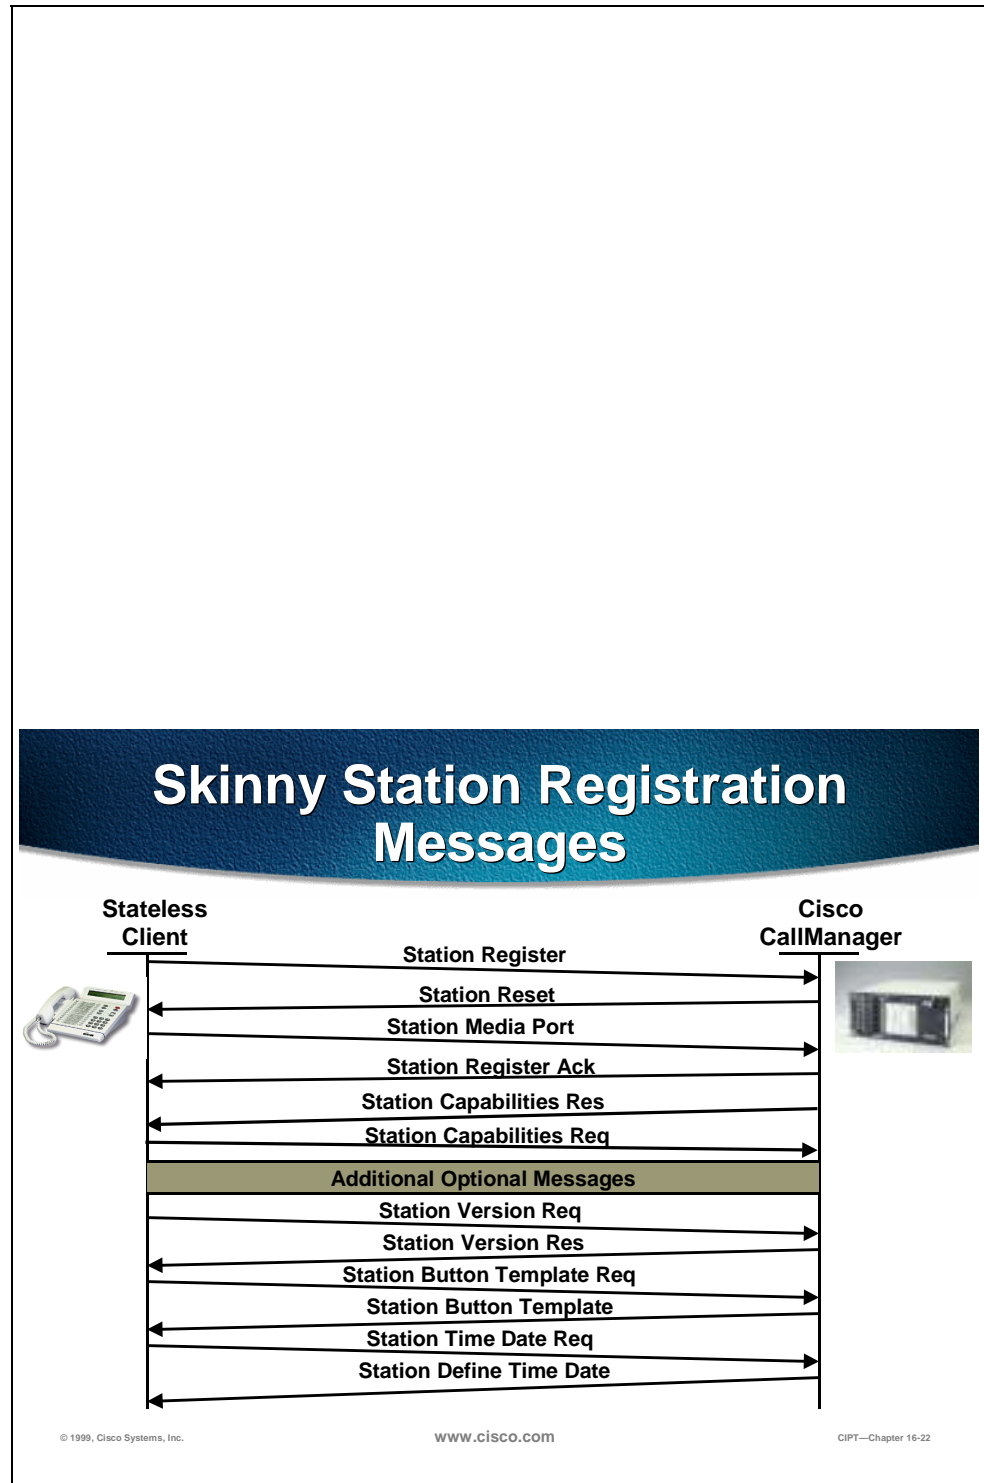 Skinny Station Registration
Messages
Stateless
Client
Cisco
CallManager
Station Register
Station Reset
Station Media Port
Station Register Ack
Station Capabilities Res
Station Capabilities Req
Additional Optional Messages
Station Version Req
Station Version Res
Station Button Template Req
Station Button Template
Station Time Date Req
Station Define Time Date
© 1999, Cisco Systems, Inc.
www.cisco.com
CIPT—Chapter 16-22